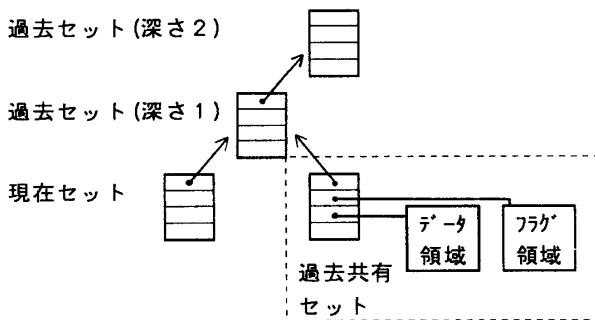 過去セット(深さ２)
過去セット(深さ１)
現在セット
データ
領域
フラグ
領域
過去共有
セット